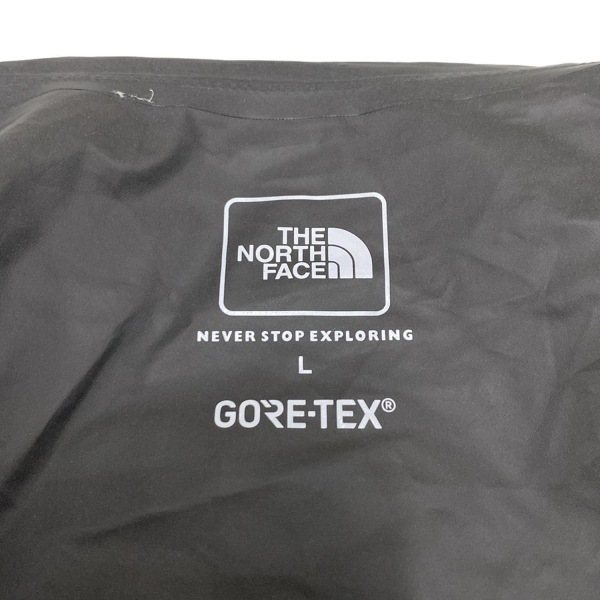 THE
NORTH
FACE
NEVER STOP EXPLORING
L
GORE-TEX®